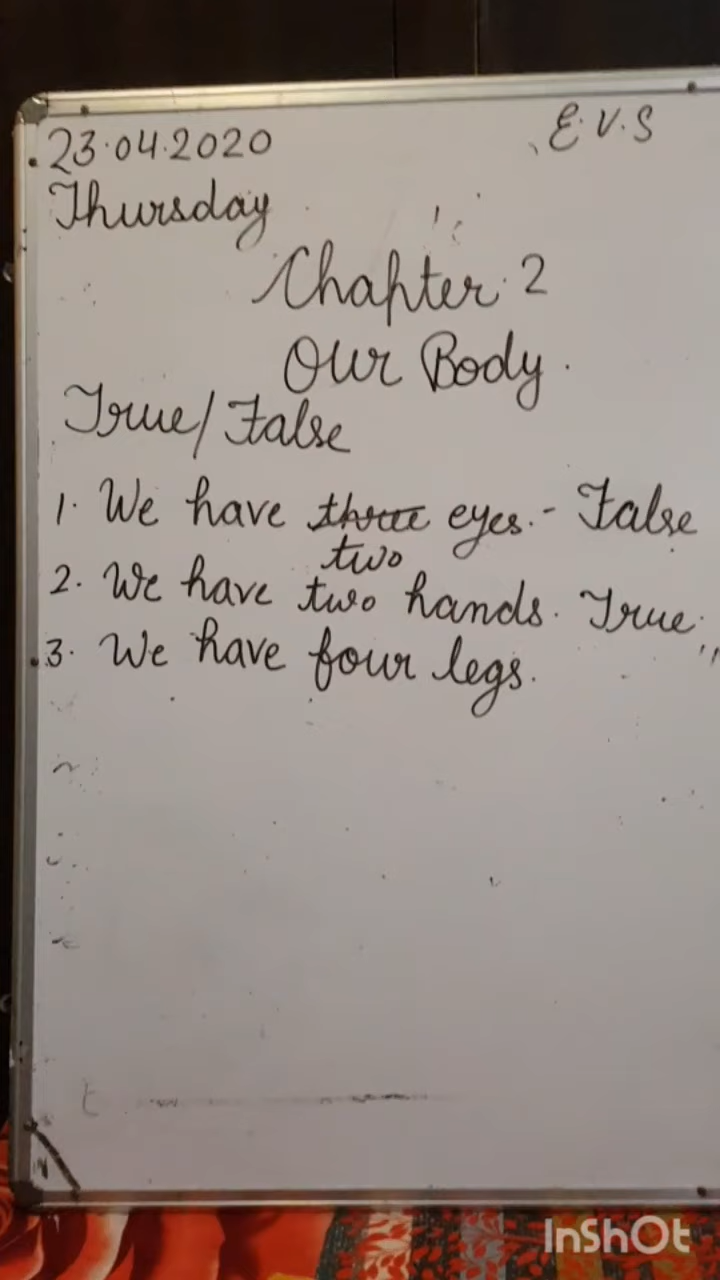 23.04.2020
E.V.S
Thursday
Chapter 2
Our Body.
True/False
1. We have three eyes. - False
two
2. We have two hands. True.
3. We have four legs.
InShOt